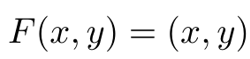 F(x, y) = (x, y)